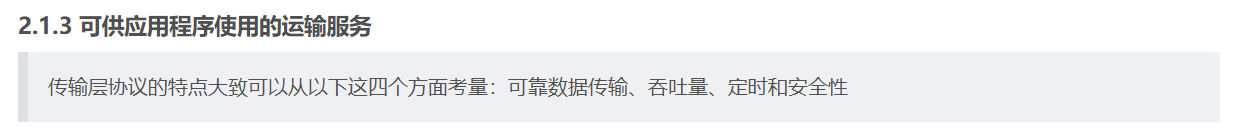 2.1.3 可供应用程序使用的运输服务
传输层协议的特点大致可以从以下这四个方面考量：可靠数据传输、吞吐量、定时和安全性